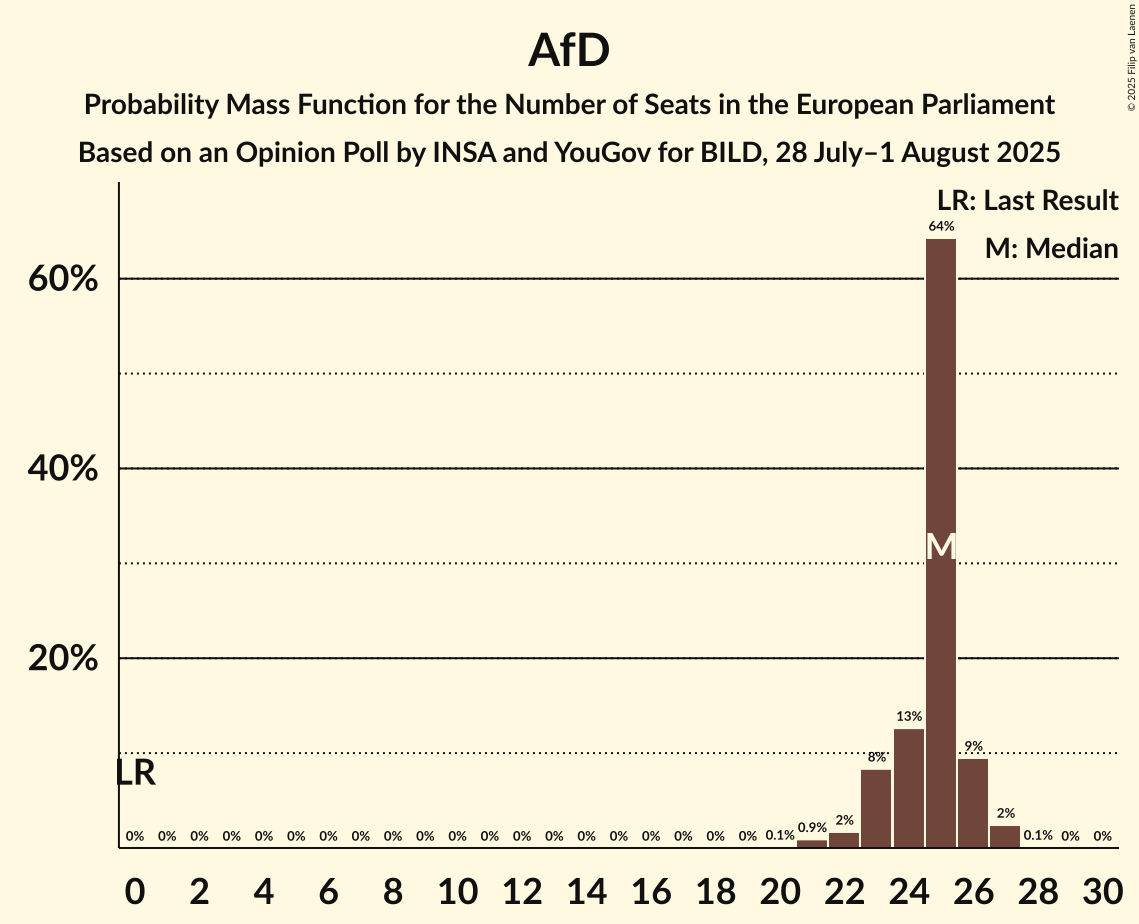 AfD
Probability Mass Function for the Number of Seats in the European Parliament
Based on an Opinion Poll by INSA and YouGov for BILD, 28 July–1 August 2025
© 2025 Filip van Laenen
LR: Last Result
M: Median
64%
60%
40%
M
20%
13%
9%
8%
LR
2%
2%
0.9%
0% 0% 0% 0% 0% 0% 0% 0% 0% 0% 0% 0% 0% 0% 0% 0% 0% 0% 0% 0% 0.1% 0.1% 0% 0%
0 2 4 6 8 10 12 14 16 18 20 22 24 26 28 30